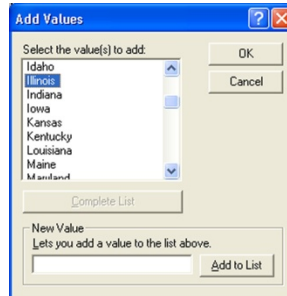 Add Values
Select the value(s) to add:
Idaho
Illinois
Indiana
Iowa
Kansas
Kentucky
Louisiana
Maine
Maryland
OK
Cancel
Complete List
New Value
Lets you add a value to the list above.
Add to List